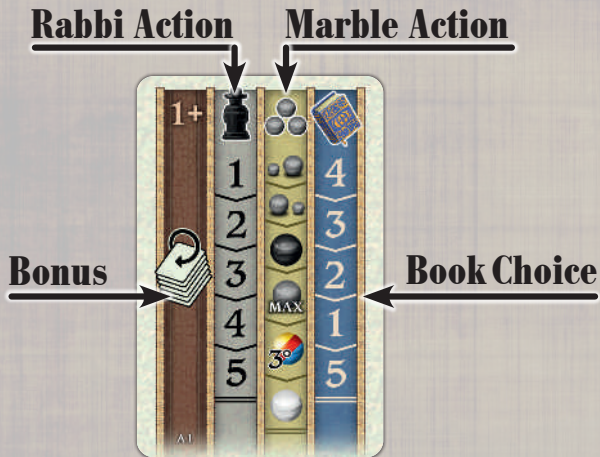 Rabbi Action Marble Action
1+
1 4
2 3
3 2
MAX
4 1
3°
5 5
A1
Bonus
Book Choice